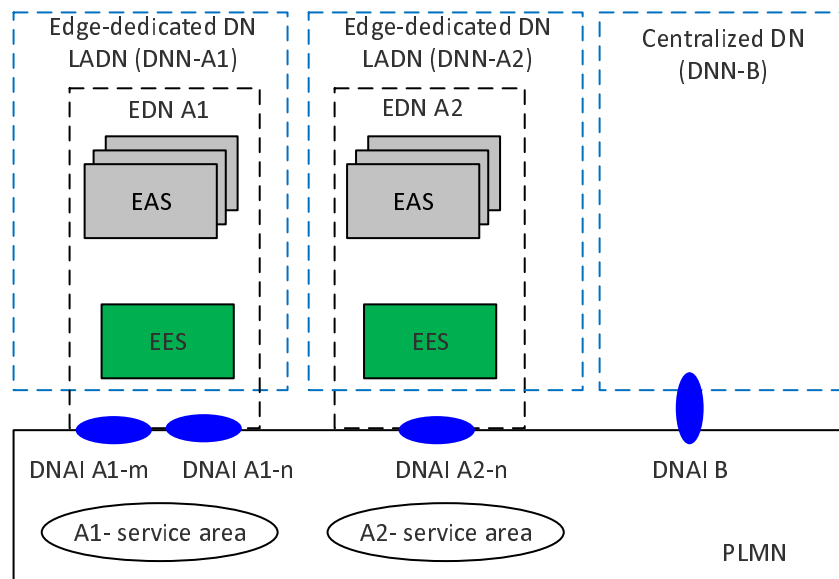 Edge-dedicated DN
LADN (DNN-A1)
EDN A1
EAS
EES
Edge-dedicated DN
LADN (DNN-A2)
EDN A2
EAS
EES
Centralized DN
(DNN-B)
DNAI A1-m
DNAI A1-n
DNAI A2-n
DNAI B
A1- service area
A2- service area
PLMN